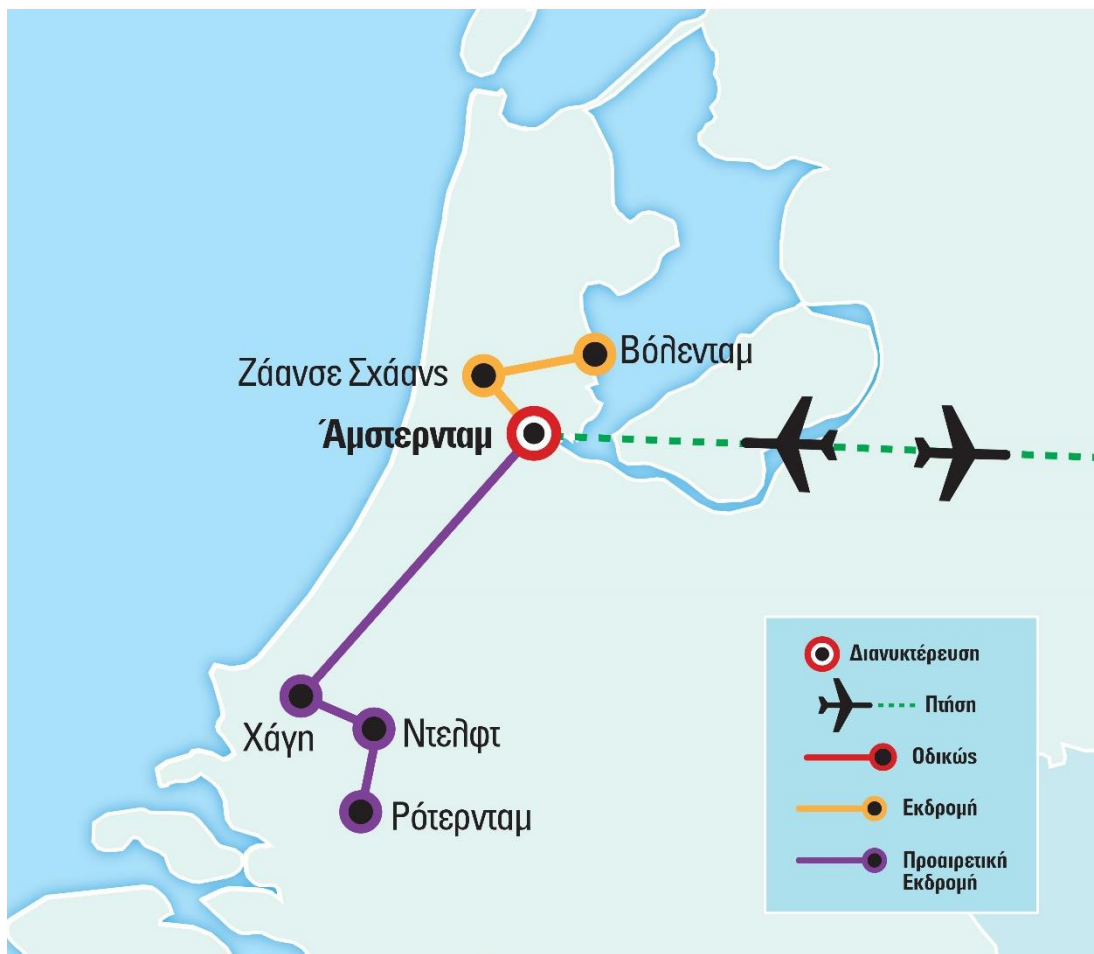 Βόλενταμ
Ζάανσε Σχάανς
Άμστερνταμ
Χάγη
Ντελφτ
Ρότερνταμ
Διανυκτέρευση
Πτήση
Οδικώς
Εκδρομή
Προαιρετική
Εκδρομή